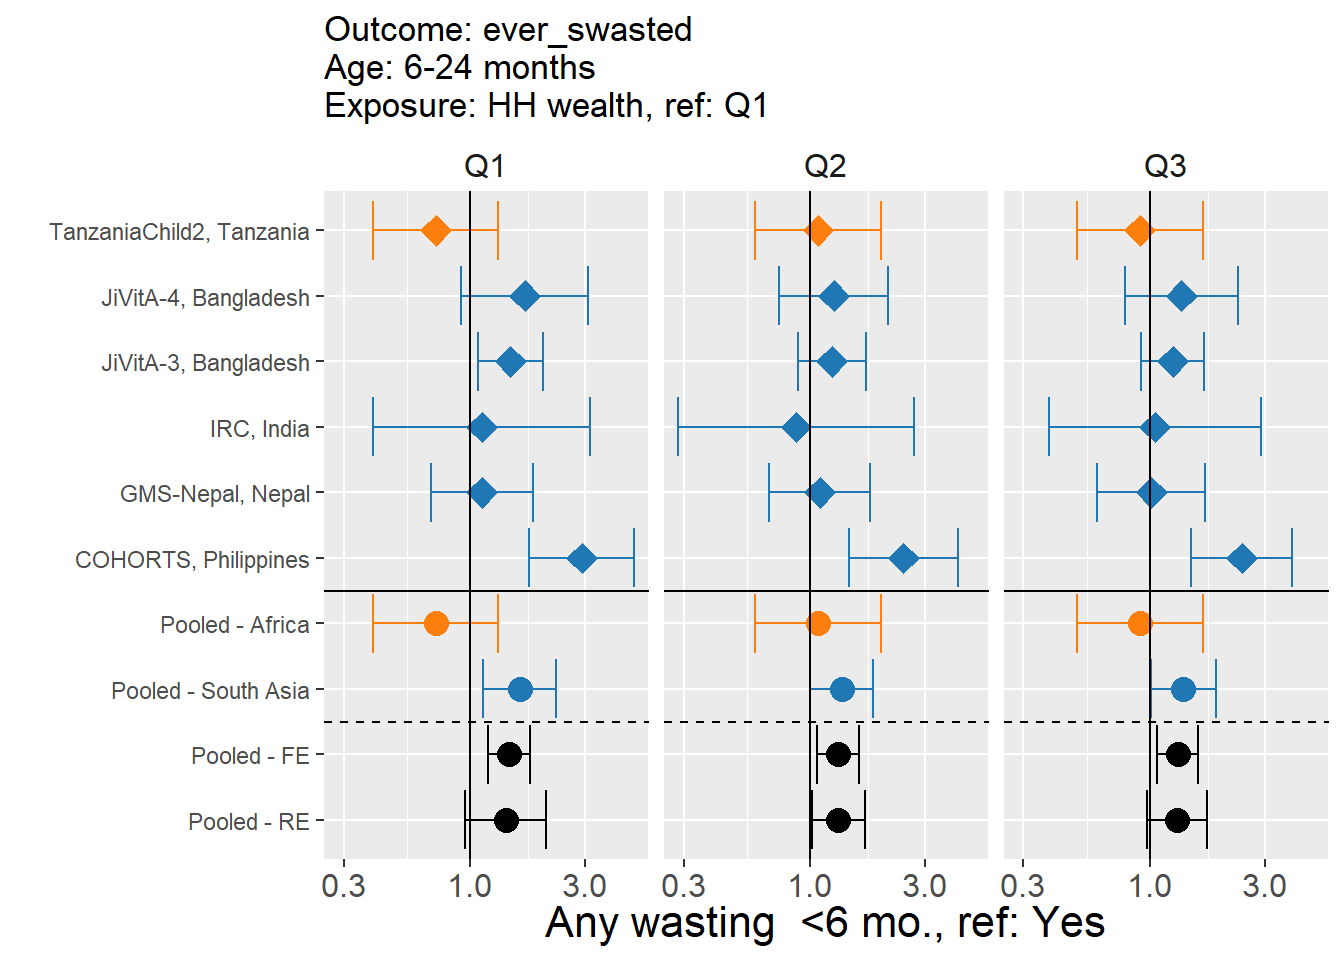 Outcome: ever_swasted
Age: 6-24 months
Exposure: HH wealth, ref: Q1
Q1 Q2 Q3
TanzaniaChild2, Tanzania
JiVitA-4, Bangladesh
JiVitA-3, Bangladesh
IRC, India
GMS-Nepal, Nepal
COHORTS, Philippines
Pooled - Africa
Pooled - South Asia
Pooled - FE
Pooled - RE
0.3 1.0 3.0 0.3 1.0 3.0 0.3 1.0 3.0
Any wasting  <6 mo., ref: Yes